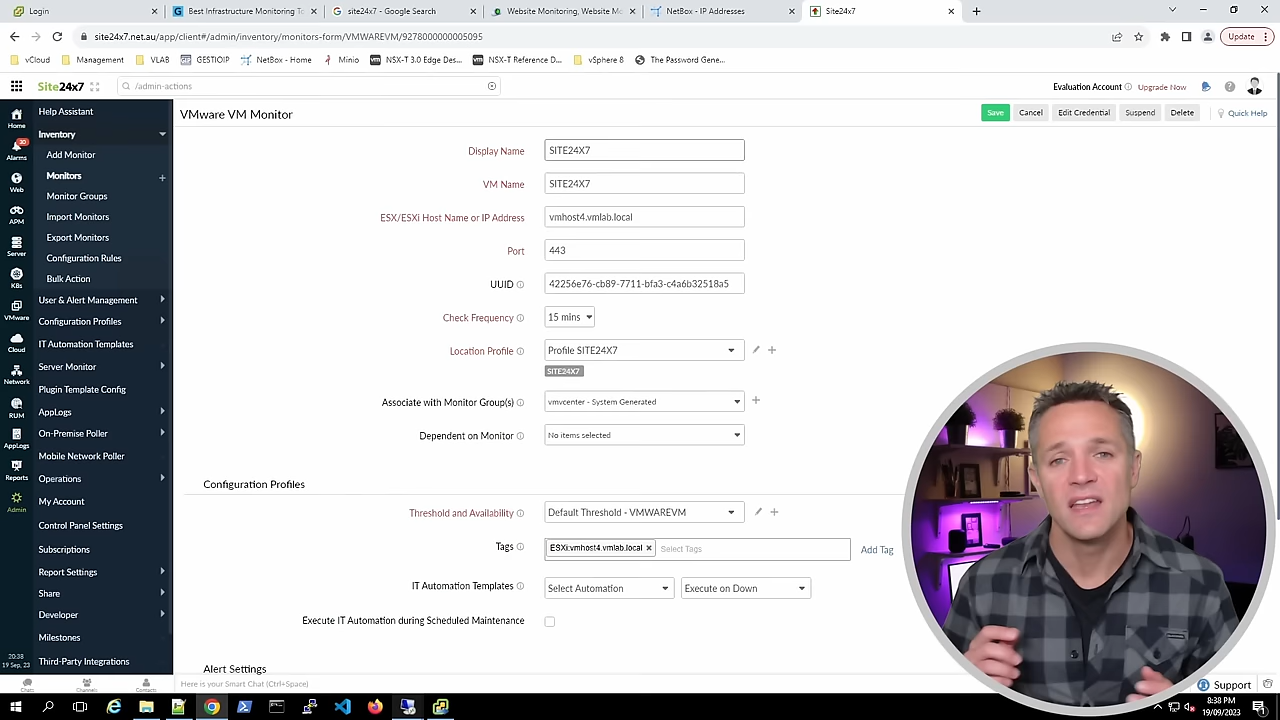 Login
Best Infrastructure Monitoring To
site24x7 - Google Search
Website Monitoring, Website Mo
NetBox - IP Addresses
Site24x7
site24x7.net.au/app/client#/admin/inventory/monitors-form/VMWAREVM/9278000000005095
Update
vCloud
Management
VLAB
GESTIOIP
NetBox - Home
Minio
NSX-T 3.0 Edge Des...
NSX-T Reference D...
vSphere 8
The Password Gene...
Site24x7
/admin-actions
Evaluation Account
Upgrade Now
Home
30
Alarms
Web
APM
Server
K8s
VMware
Cloud
Network
RUM
AppLogs
Reports
Admin
20:38
19 Sep, 23
Help Assistant
Inventory
Add Monitor
Monitors
Monitor Groups
Import Monitors
Export Monitors
Configuration Rules
Bulk Action
User & Alert Management
Configuration Profiles
IT Automation Templates
Server Monitor
Plugin Template Config
AppLogs
On-Premise Poller
Mobile Network Poller
Operations
My Account
Control Panel Settings
Subscriptions
Report Settings
Share
Developer
Milestones
Third-Party Integrations
VMware VM Monitor
Save
Cancel
Edit Credential
Suspend
Delete
Quick Help
Display Name
SITE24X7
VM Name
SITE24X7
ESX/ESXi Host Name or IP Address
vmhost4.vmlab.local
Port
443
UUID
42256e76-cb89-7711-bfa3-c4a6b32518a5
Check Frequency
15 mins
Location Profile
Profile SITE24X7
SITE24X7
Associate with Monitor Group(s)
vmvcenter - System Generated
Dependent on Monitor
No items selected
Configuration Profiles
Threshold and Availability
Default Threshold - VMWAREVM
Tags
ESXi:vmhost4.vmlab.local
Select Tags
Add Tag
IT Automation Templates
Select Automation
Execute on Down
Execute IT Automation during Scheduled Maintenance
Alert Settings
Chats
Channels
Contacts
Here is your Smart Chat (Ctrl+Space)
Support
8:38 PM
19/09/2023